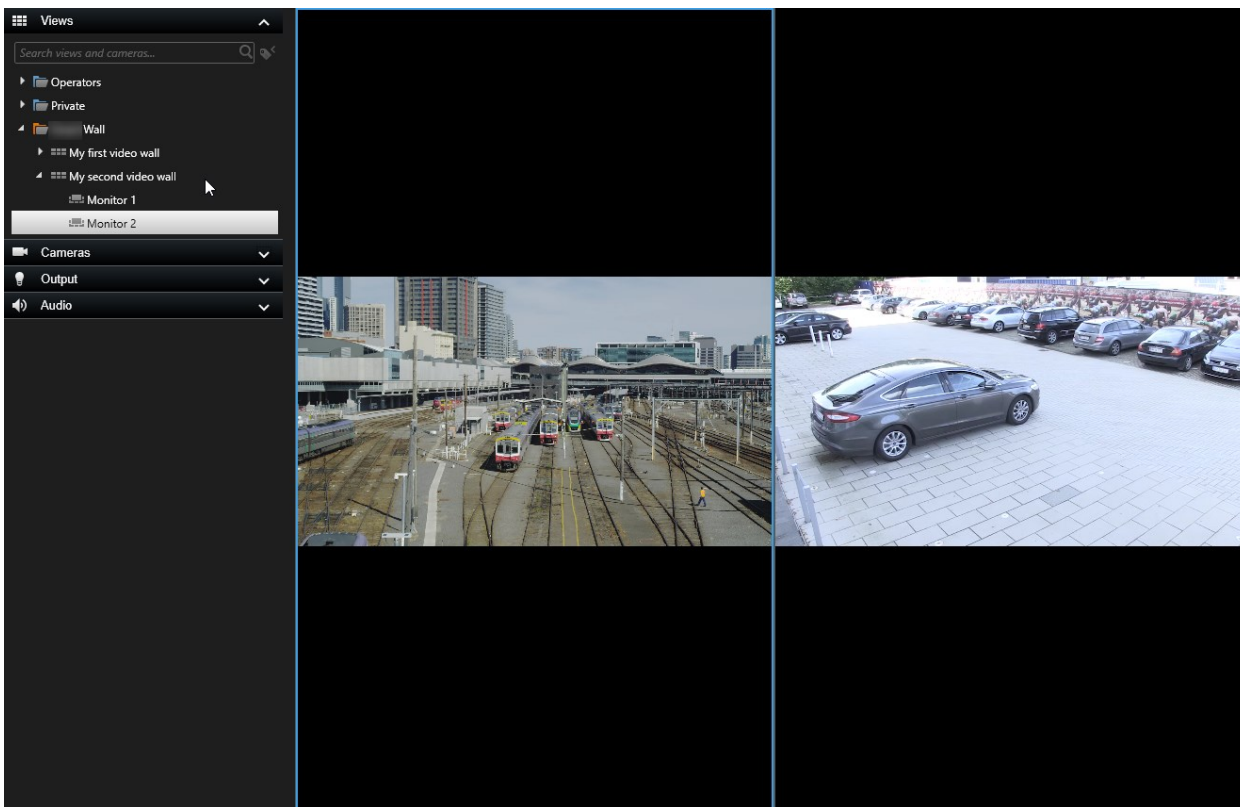 Views
Search views and cameras...
Operators
Private
Wall
My first video wall
My second video wall
Monitor 1
Monitor 2
Cameras
Output
Audio